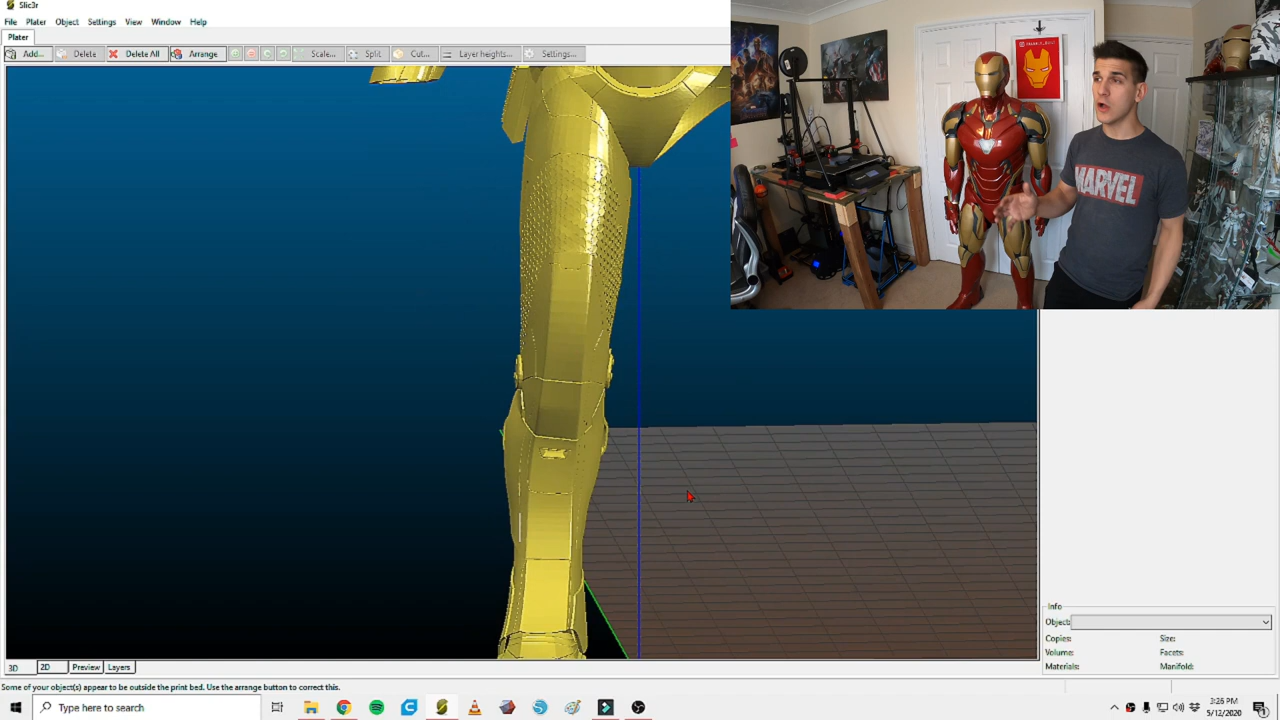 Slic3r
File Plater Object Settings View Window Help
Plater
Add... Delete Delete All Arrange Scale... Split Cut... Layer heights... Settings...
MARVEL
Info
Object:
Copies: Size:
Volume: Facets:
Materials: Manifold:
3D 2D Preview Layers
Some of your object(s) appear to be outside the print bed. Use the arrange button to correct this.
Type here to search
3:26 PM
5/12/2020